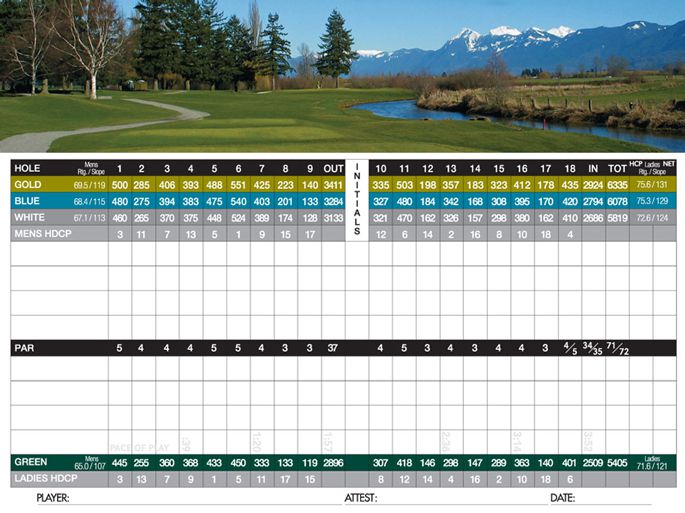 HOLE Mens Rtg. / Slope 1 2 3 4 5 6 7 8 9 OUT INITIALS 10 11 12 13 14 15 16 17 18 IN TOT HCP Ladies Rtg. / Slope NET
GOLD 69.5 / 119 500 285 406 393 488 551 425 223 140 3411 335 503 198 357 183 323 412 178 435 2924 6335 75.6 / 131
BLUE 68.4 / 115 480 275 394 383 475 540 403 201 133 3284 327 480 184 342 168 308 395 170 420 2794 6078 75.3 / 129
WHITE 67.1 / 113 460 265 370 375 448 524 389 174 128 3133 321 470 162 326 157 298 380 162 410 2686 5819 72.6 / 124
MENS HDCP 3 11 7 13 5 1 9 15 17 12 6 14 2 16 8 10 18 4
PAR 5 4 4 4 5 5 4 3 3 37 4 5 3 4 3 4 4 3 4/5 34/35 71/72
PACE OF PLAY :39 1:20 1:57 2:36 3:14 3:53
GREEN Mens 65.0 / 107 445 255 360 368 433 450 333 133 119 2896 307 418 146 298 147 289 363 140 401 2509 5405 Ladies 71.6 / 121
LADIES HDCP 3 13 7 9 1 5 11 17 15 8 12 14 4 16 2 10 18 6
PLAYER: ATTEST: DATE: